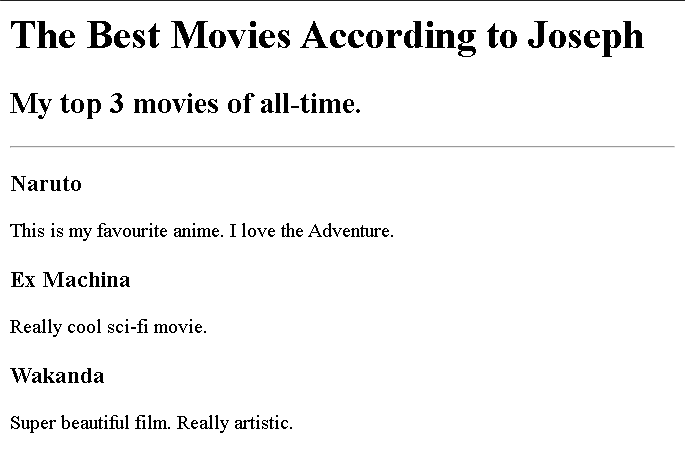 The Best Movies According to Joseph
My top 3 movies of all-time.
Naruto
This is my favourite anime. I love the Adventure.
Ex Machina
Really cool sci-fi movie.
Wakanda
Super beautiful film. Really artistic.